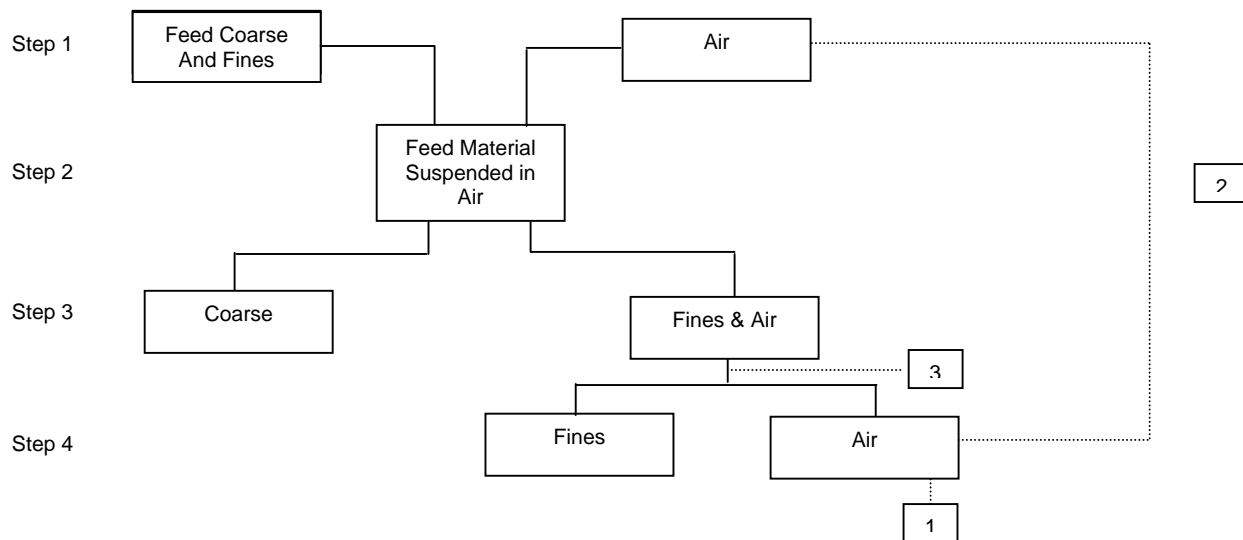 Step 1
Feed Coarse
And Fines
Air
Step 2
Feed Material
Suspended in
Air
2
Step 3
Coarse
Fines & Air
3
Step 4
Fines
Air
1